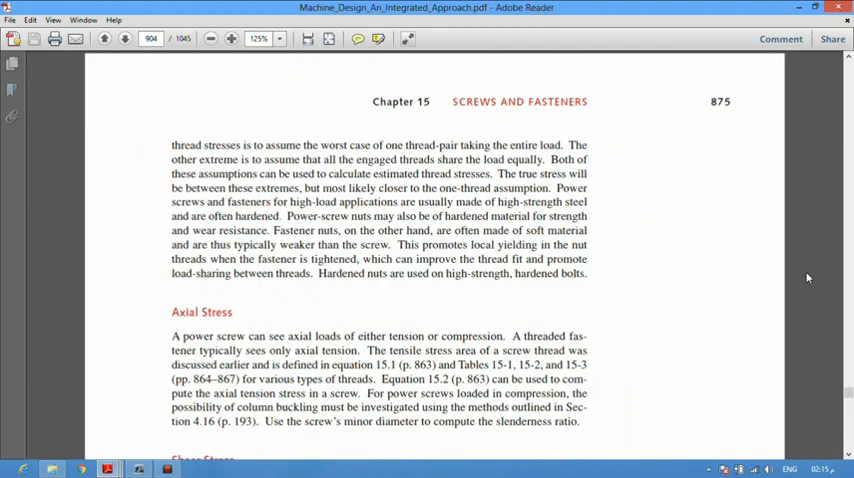 Machine_Design_An_Integrated_Approach.pdf - Adobe Reader
File Edit View Window Help
904 / 1045 125% Comment Share
Chapter 15 SCREWS AND FASTENERS 875
thread stresses is to assume the worst case of one thread-pair taking the entire load. The
other extreme is to assume that all the engaged threads share the load equally. Both of
these assumptions can be used to calculate estimated thread stresses. The true stress will
be between these extremes, but most likely closer to the one-thread assumption. Power
screws and fasteners for high-load applications are usually made of high-strength steel
and are often hardened. Power-screw nuts may also be of hardened material for strength
and wear resistance. Fastener nuts, on the other hand, are often made of soft material
and are thus typically weaker than the screw. This promotes local yielding in the nut
threads when the fastener is tightened, which can improve the thread fit and promote
load-sharing between threads. Hardened nuts are used on high-strength, hardened bolts.
Axial Stress
A power screw can see axial loads of either tension or compression. A threaded fas-
tener typically sees only axial tension. The tensile stress area of a screw thread was
discussed earlier and is defined in equation 15.1 (p. 863) and Tables 15-1, 15-2, and 15-3
(pp. 864–867) for various types of threads. Equation 15.2 (p. 863) can be used to com-
pute the axial tension stress in a screw. For power screws loaded in compression, the
possibility of column buckling must be investigated using the methods outlined in Sec-
tion 4.16 (p. 193). Use the screw's minor diameter to compute the slenderness ratio.
Shear Stress
ENG 02:15 م